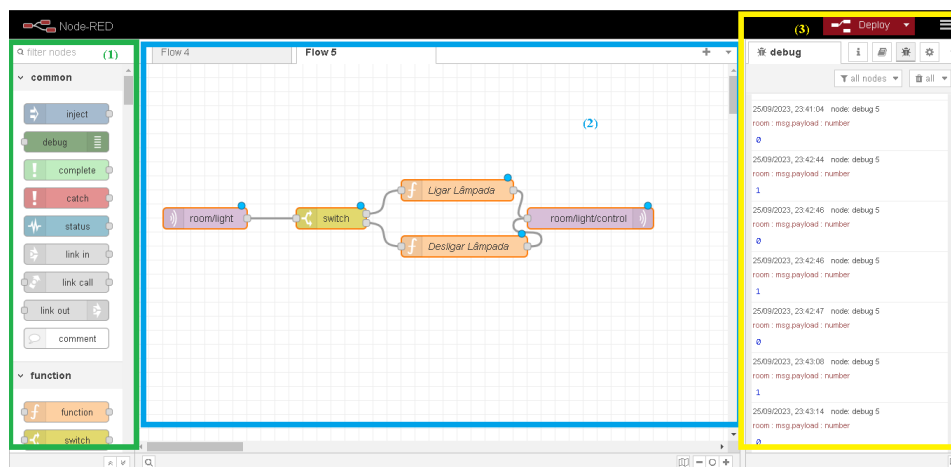 Node-RED
(3)
Deploy
filter nodes
(1)
common
inject
debug
complete
catch
status
link in
link call
link out
comment
function
function
switch
Flow 4
Flow 5
(2)
room/light
switch
Ligar Lâmpada
Desligar Lâmpada
room/light/control
debug
all nodes
all
25/09/2023, 23:41:04 node: debug 5
room : msg.payload : number
0
25/09/2023, 23:42:44 node: debug 5
room : msg.payload : number
1
25/09/2023, 23:42:46 node: debug 5
room : msg.payload : number
0
25/09/2023, 23:42:46 node: debug 5
room : msg.payload : number
1
25/09/2023, 23:42:47 node: debug 5
room : msg.payload : number
0
25/09/2023, 23:43:08 node: debug 5
room : msg.payload : number
1
25/09/2023, 23:43:14 node: debug 5
room : msg.payload : number
0